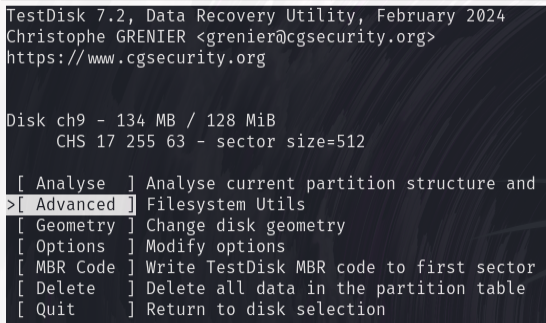 TestDisk 7.2, Data Recovery Utility, February 2024
Christophe GRENIER <grenier@cgsecurity.org>
https://www.cgsecurity.org
Disk ch9 - 134 MB / 128 MiB
CHS 17 255 63 - sector size=512
[ Analyse ] Analyse current partition structure and
>[ Advanced ] Filesystem Utils
[ Geometry ] Change disk geometry
[ Options ] Modify options
[ MBR Code ] Write TestDisk MBR code to first sector
[ Delete ] Delete all data in the partition table
[ Quit ] Return to disk selection